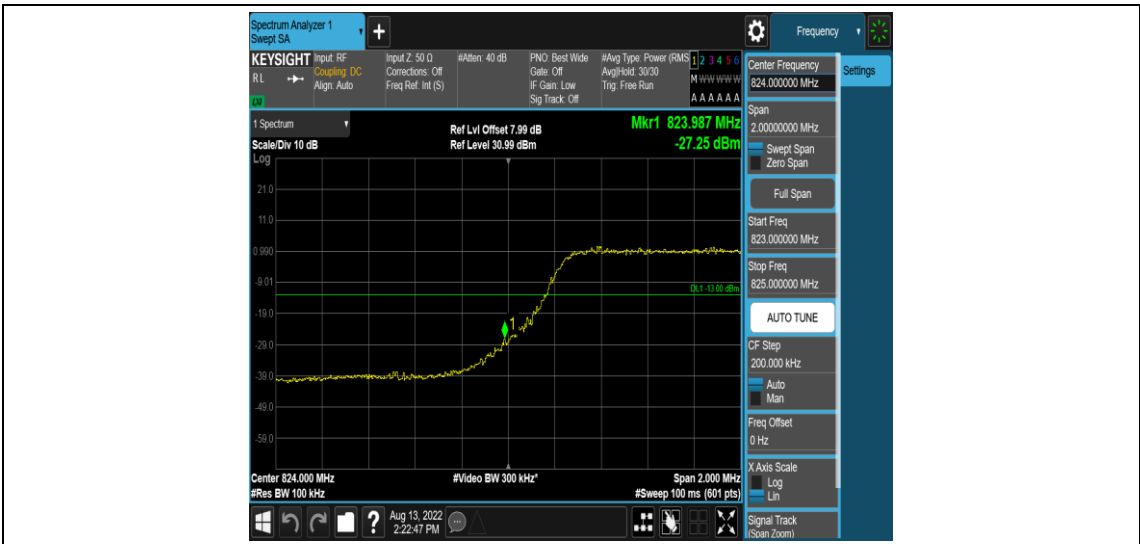 Spectrum Analyzer 1
Swept SA
+
Frequency
KEYSIGHT
RL
LXI
Input: RF
Coupling: DC
Align: Auto
Input Z: 50 Ω
Corrections: Off
Freq Ref: Int (S)
#Atten: 40 dB
PNO: Best Wide
Gate: Off
IF Gain: Low
Sig Track: Off
#Avg Type: Power (RMS
Avg|Hold: 30/30
Trig: Free Run
1 2 3 4 5 6
M W W W W W
A A A A A A
Center Frequency
824.000000 MHz
Settings
Span
2.00000000 MHz
Swept Span
Zero Span
Full Span
Start Freq
823.000000 MHz
Stop Freq
825.000000 MHz
AUTO TUNE
CF Step
200.000 kHz
Auto
Man
Freq Offset
0 Hz
X Axis Scale
Log
Lin
Signal Track
(Span Zoom)
1 Spectrum
Scale/Div 10 dB
Log
Ref Lvl Offset 7.99 dB
Ref Level 30.99 dBm
Mkr1 823.987 MHz
-27.25 dBm
21.0
11.0
0.990
-9.01
-19.0
-29.0
-39.0
-49.0
-59.0
DL1 -13.00 dBm
1
Center 824.000 MHz
#Res BW 100 kHz
#Video BW 300 kHz*
Span 2.000 MHz
#Sweep 100 ms (601 pts)
?
Aug 13, 2022
2:22:47 PM